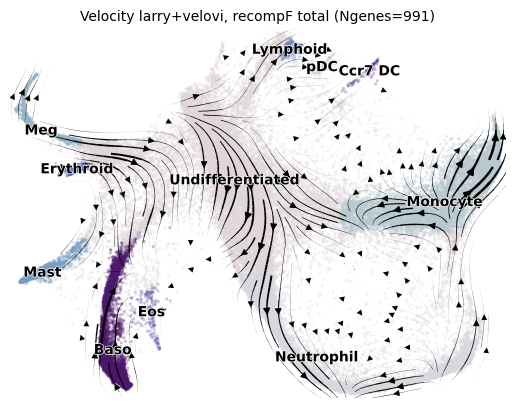 Velocity larry+velovi, recompF total (Ngenes=991)
Lymphoid
pDC
Ccr7 DC
Meg
Erythroid
Undifferentiated
Monocyte
Mast
Eos
Baso
Neutrophil